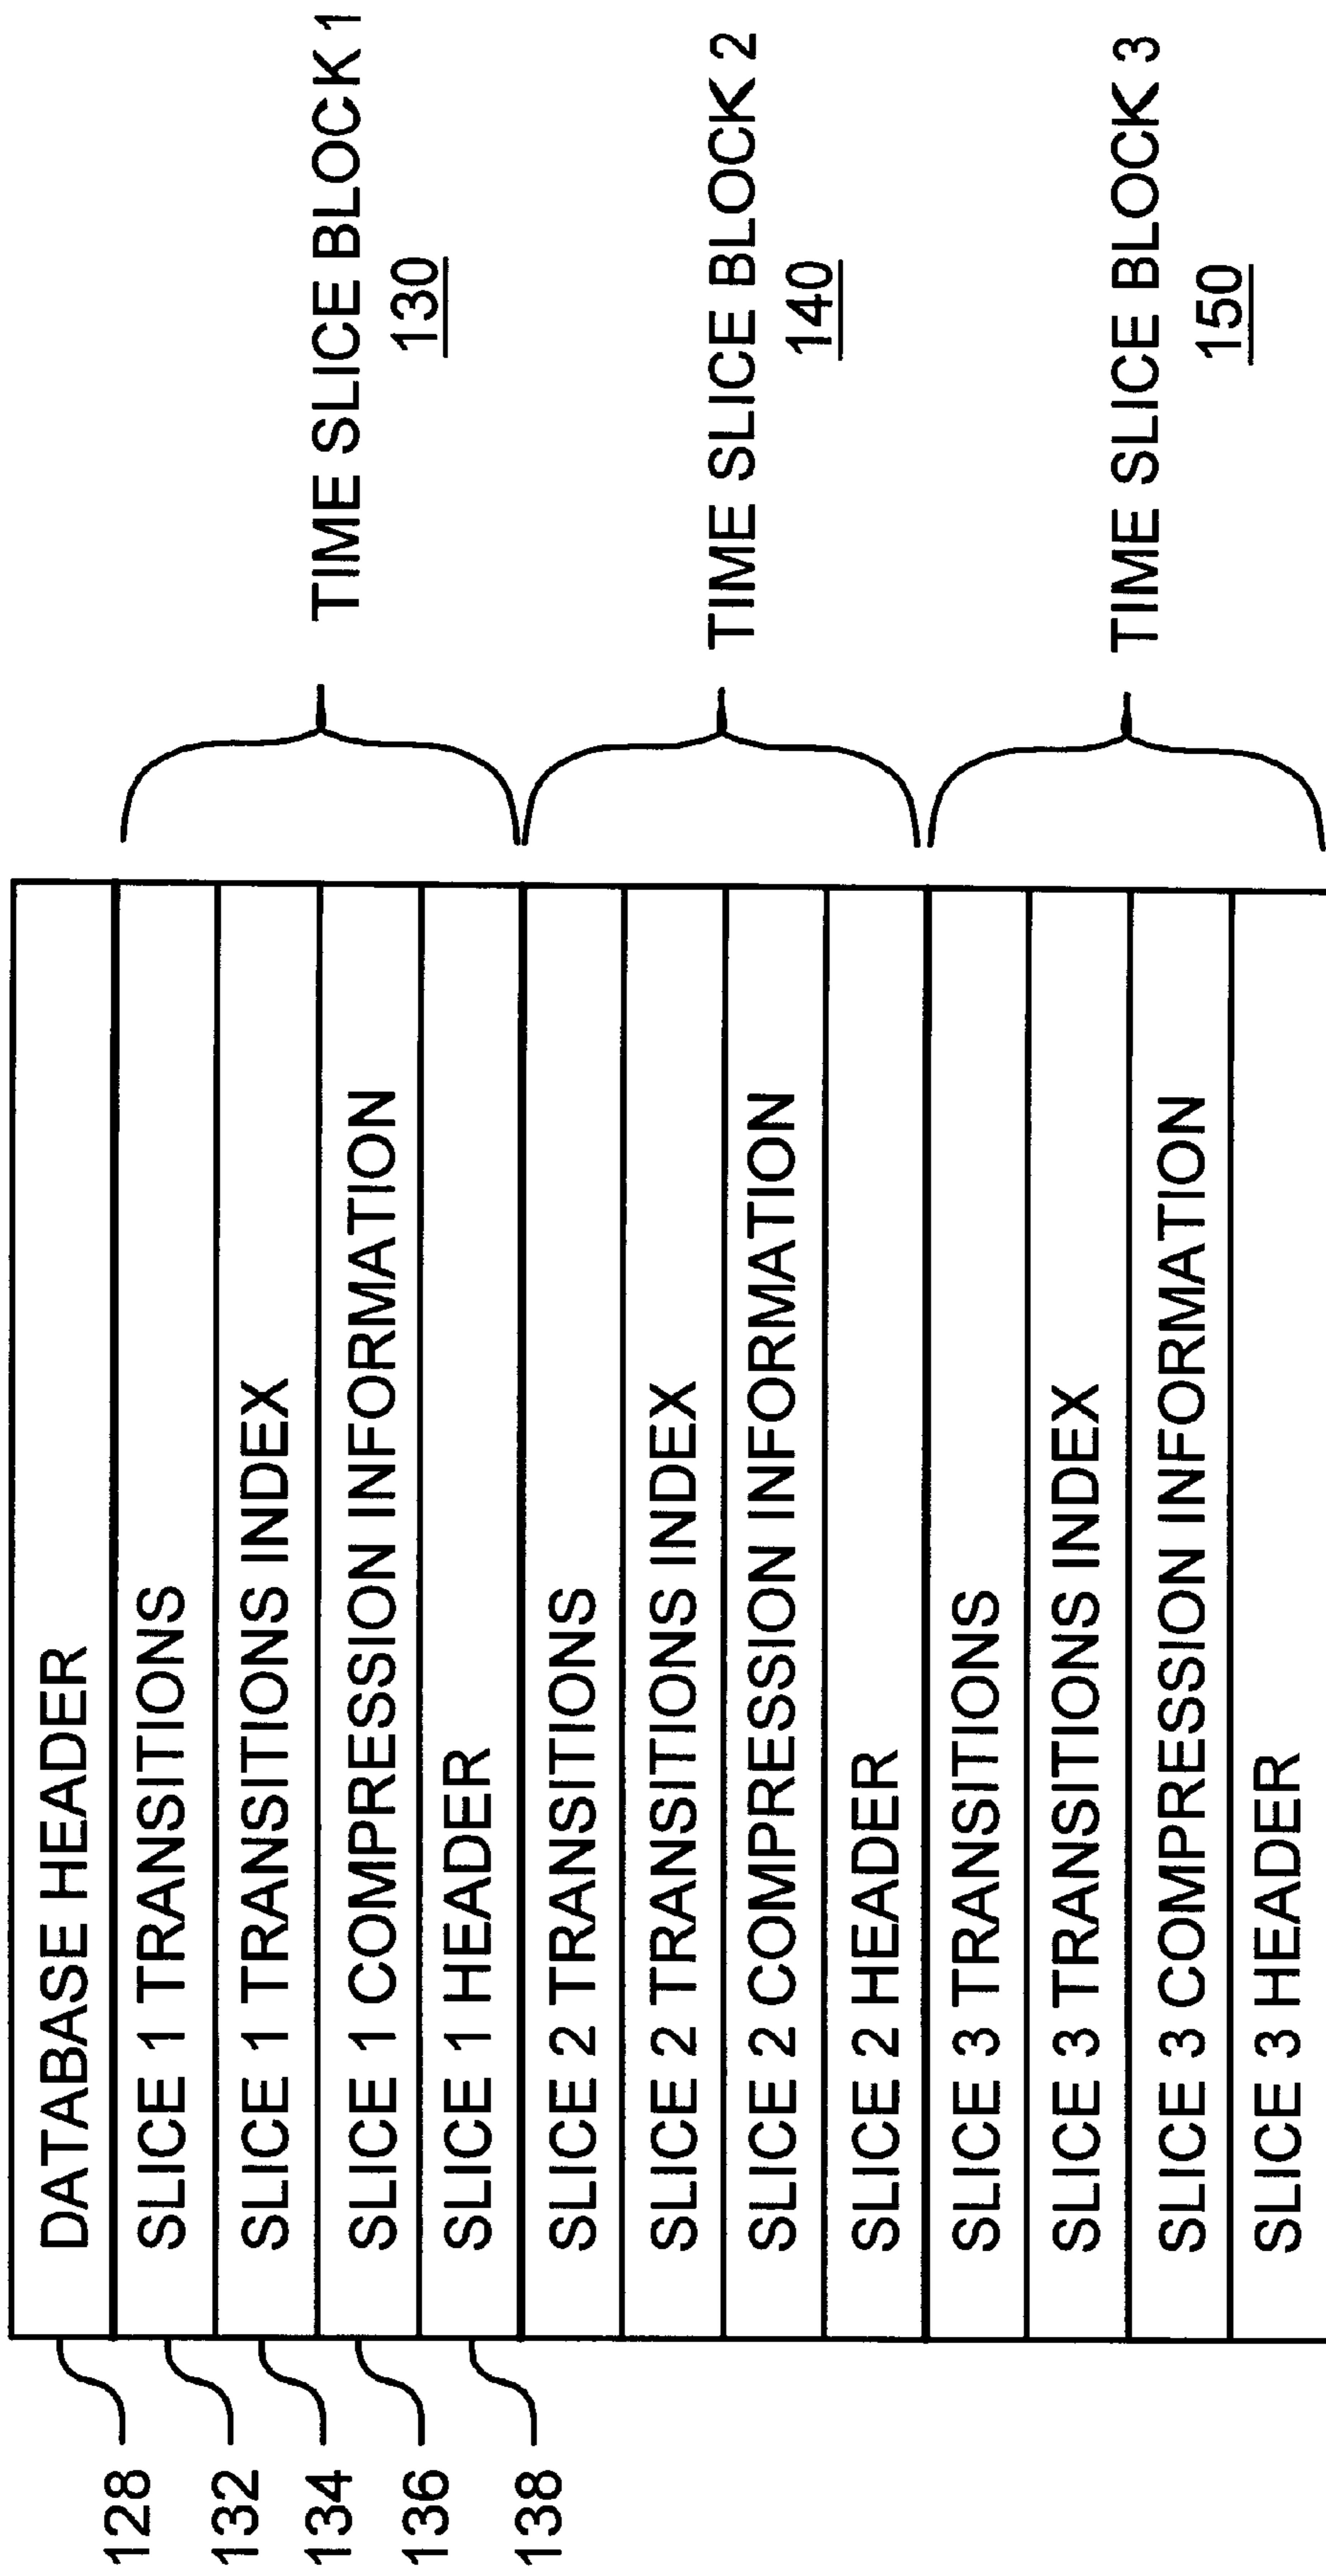 DATABASE HEADER
SLICE 1 TRANSITIONS
SLICE 1 TRANSITIONS INDEX
SLICE 1 COMPRESSION INFORMATION
SLICE 1 HEADER
SLICE 2 TRANSITIONS
SLICE 2 TRANSITIONS INDEX
SLICE 2 COMPRESSION INFORMATION
SLICE 2 HEADER
SLICE 3 TRANSITIONS
SLICE 3 TRANSITIONS INDEX
SLICE 3 COMPRESSION INFORMATION
SLICE 3 HEADER
128
132
134
136
138
TIME SLICE BLOCK 1
130
TIME SLICE BLOCK 2
140
TIME SLICE BLOCK 3
150